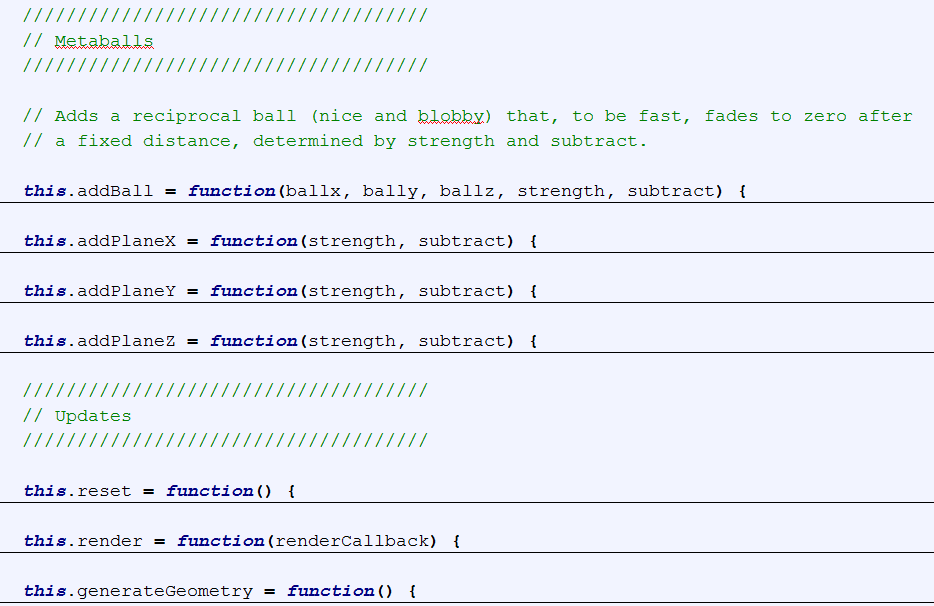 /////////////////////////////////////
// Metaballs
/////////////////////////////////////
// Adds a reciprocal ball (nice and blobby) that, to be fast, fades to zero after
// a fixed distance, determined by strength and subtract.
this.addBall = function(ballx, bally, ballz, strength, subtract) {
this.addPlaneX = function(strength, subtract) {
this.addPlaneY = function(strength, subtract) {
this.addPlaneZ = function(strength, subtract) {
/////////////////////////////////////
// Updates
/////////////////////////////////////
this.reset = function() {
this.render = function(renderCallback) {
this.generateGeometry = function() {